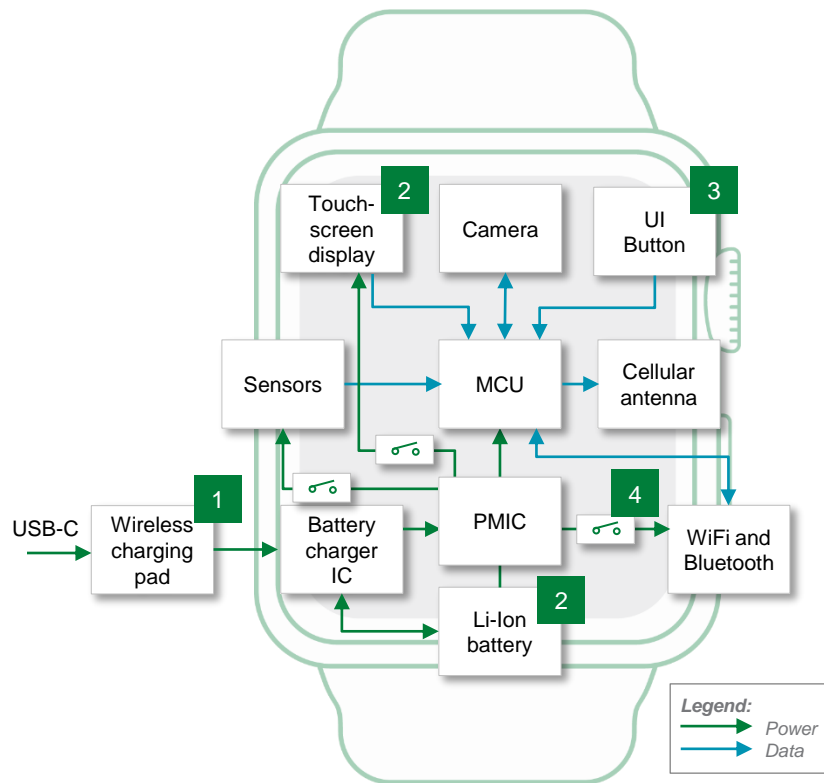 2
3
Touch-
screen
display
Camera
UI
Button
Sensors
MCU
Cellular
antenna
1
4
USB-C
Wireless
charging
pad
Battery
charger
IC
PMIC
WiFi and
Bluetooth
2
Li-Ion
battery
Legend:
Power
Data